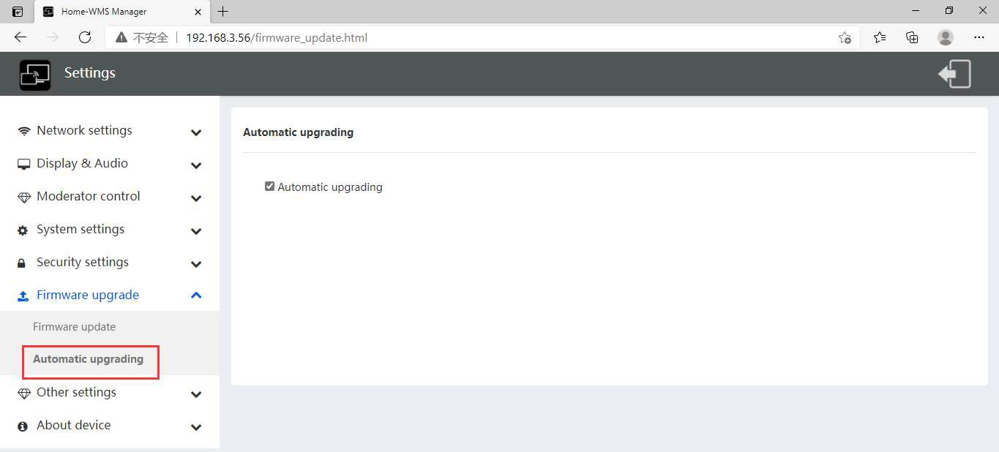 Home-WMS Manager
不安全 192.168.3.56/firmware_update.html
Settings
Network settings
Display & Audio
Moderator control
System settings
Security settings
Firmware upgrade
Firmware update
Automatic upgrading
Other settings
About device
Automatic upgrading
Automatic upgrading